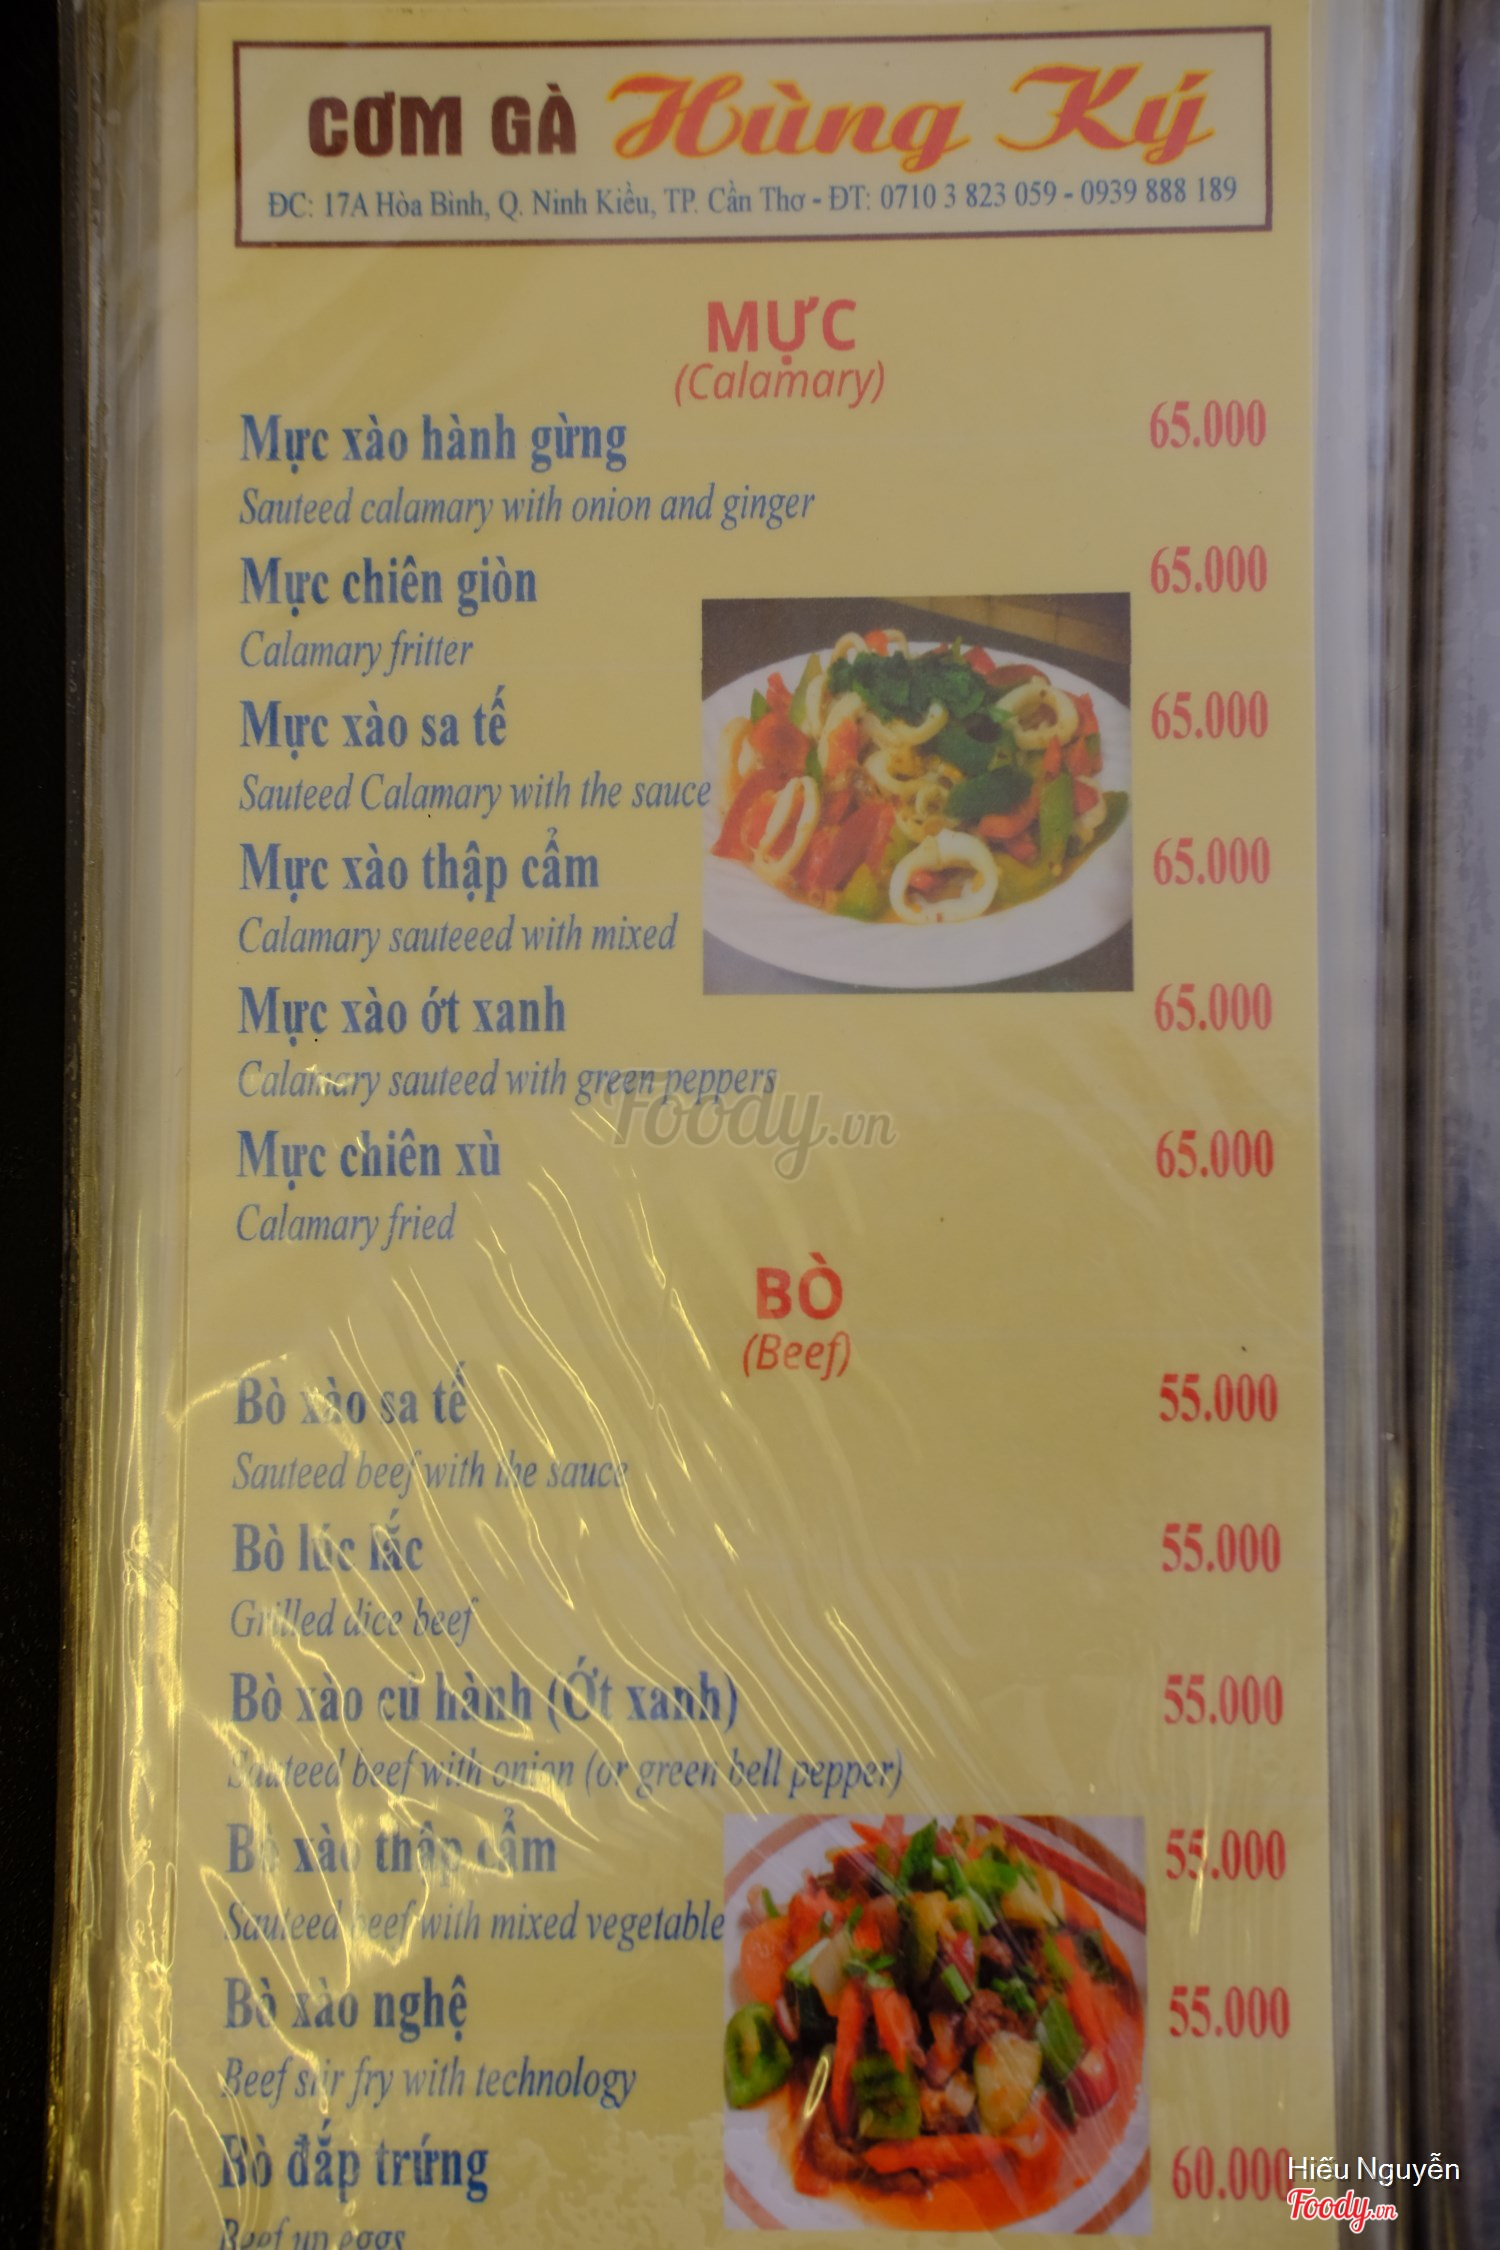 CƠM GÀ Hùng Ký
ĐC: 17A Hòa Bình, Q. Ninh Kiều, TP. Cần Thơ - ĐT: 0710 3 823 059 - 0939 888 189
MỰC
(Calamary)
Mực xào hành gừng 65.000
Sauteed calamary with onion and ginger
Mực chiên giòn 65.000
Calamary fritter
Mực xào sa tế 65.000
Sauteed Calamary with the sauce
Mực xào thập cẩm 65.000
Calamary sauteeed with mixed
Mực xào ớt xanh 65.000
Calamary sauteed with green peppers
Foody.vn
Mực chiên xù 65.000
Calamary fried
BÒ
(Beef)
Bò xào sa tế 55.000
Sauteed beef with the sauce
Bò lúc lắc 55.000
Grilled dice beef
Bò xào củ hành (Ớt xanh) 55.000
Sauteed beef with onion (or green bell pepper)
Bò xào thập cẩm 55.000
Sauteed beef with mixed vegetable
Bò xào nghệ 55.000
Beef stir fry with technology
Bò đắp trứng 60.000
Beef up eggs
Hiếu Nguyễn
Foody.vn